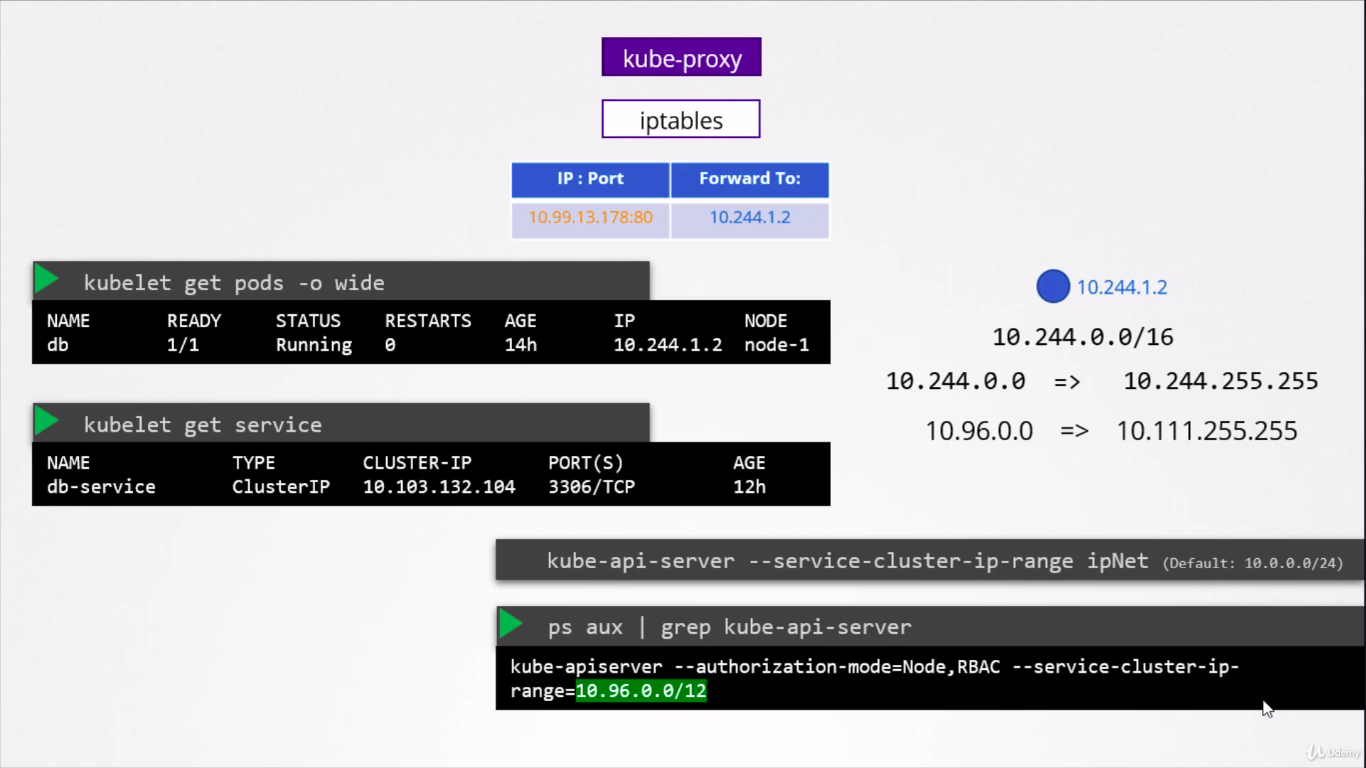 kube-proxy
iptables
IP : Port Forward To:
10.99.13.178:80 10.244.1.2
kubelet get pods -o wide
NAME READY STATUS RESTARTS AGE IP NODE
db 1/1 Running 0 14h 10.244.1.2 node-1
10.244.1.2
10.244.0.0/16
10.244.0.0 => 10.244.255.255
10.96.0.0 => 10.111.255.255
kubelet get service
NAME TYPE CLUSTER-IP PORT(S) AGE
db-service ClusterIP 10.103.132.104 3306/TCP 12h
kube-api-server --service-cluster-ip-range ipNet (Default: 10.0.0.0/24)
ps aux | grep kube-api-server
kube-apiserver --authorization-mode=Node,RBAC --service-cluster-ip-
range=10.96.0.0/12
Udemy